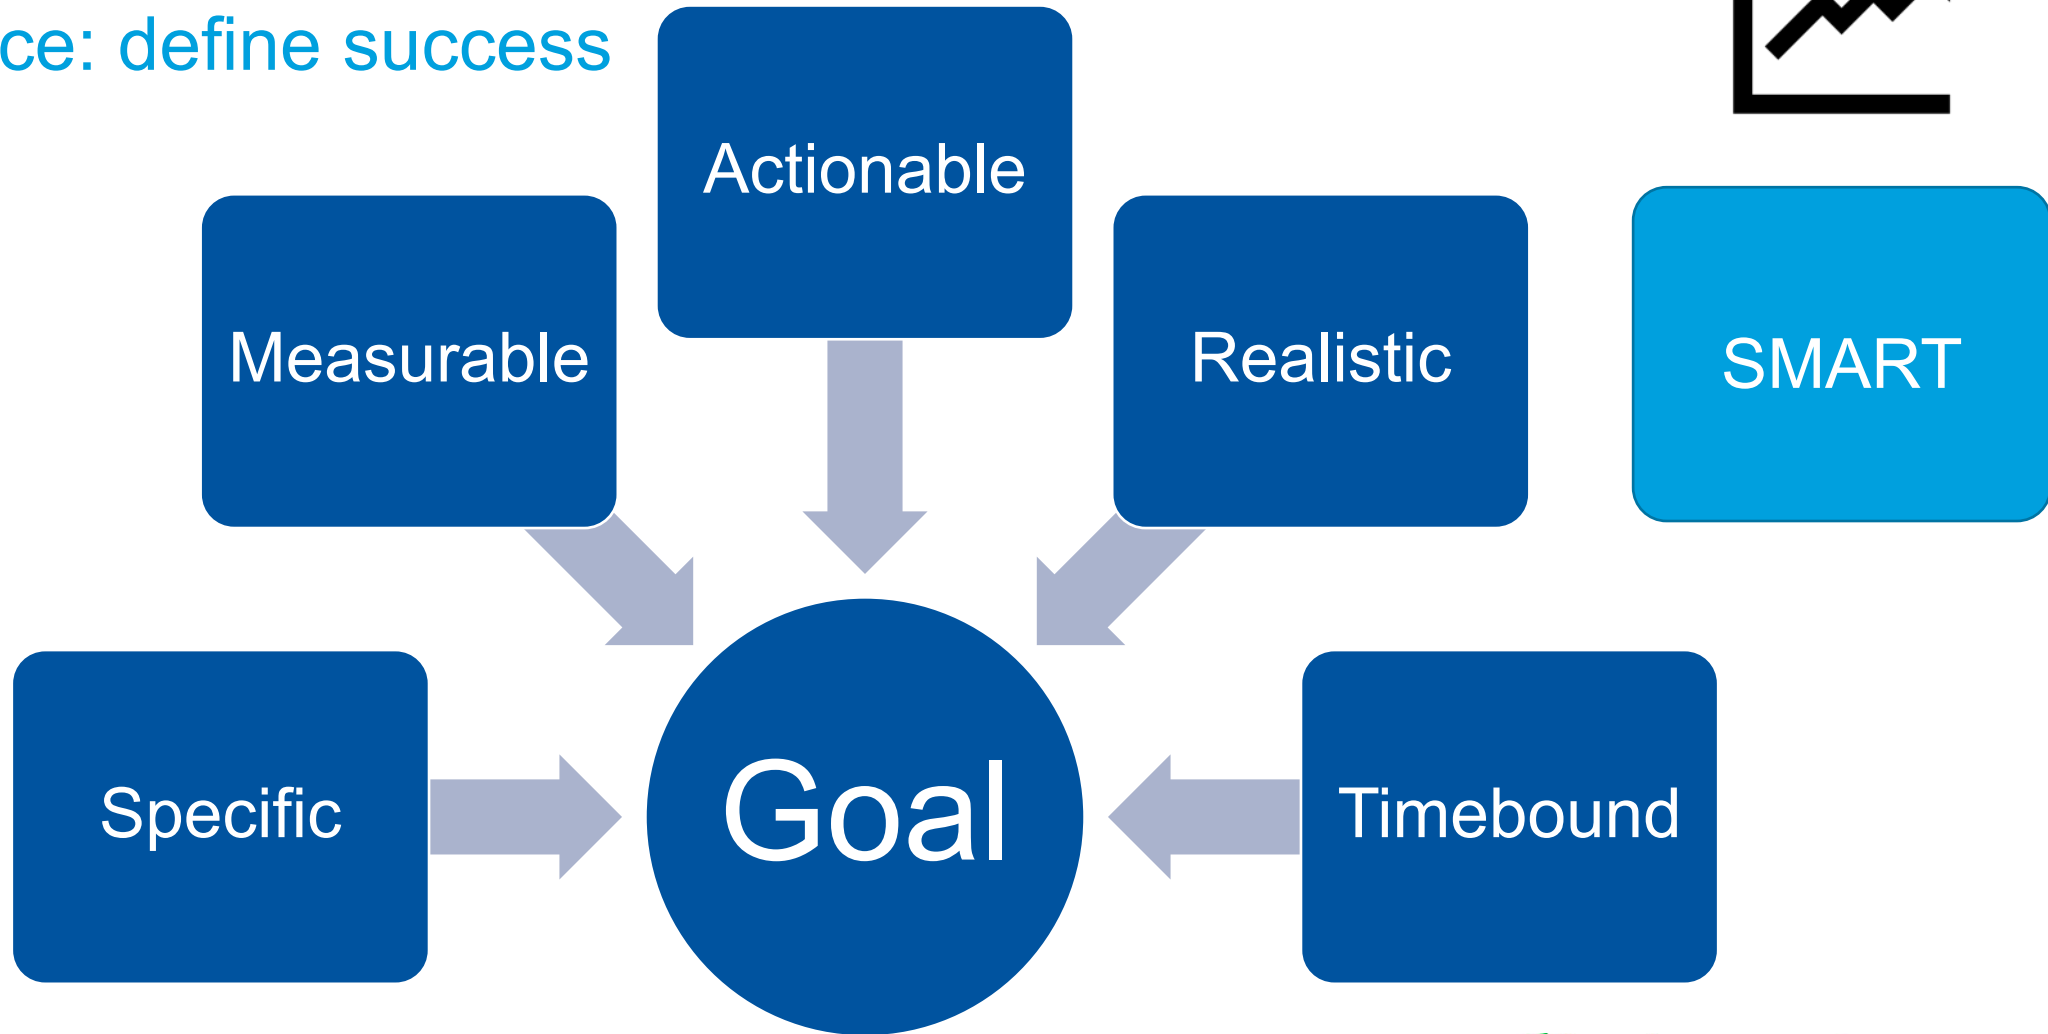 ce: define success
Actionable
Measurable
Realistic
SMART
Specific
Goal
Timebound